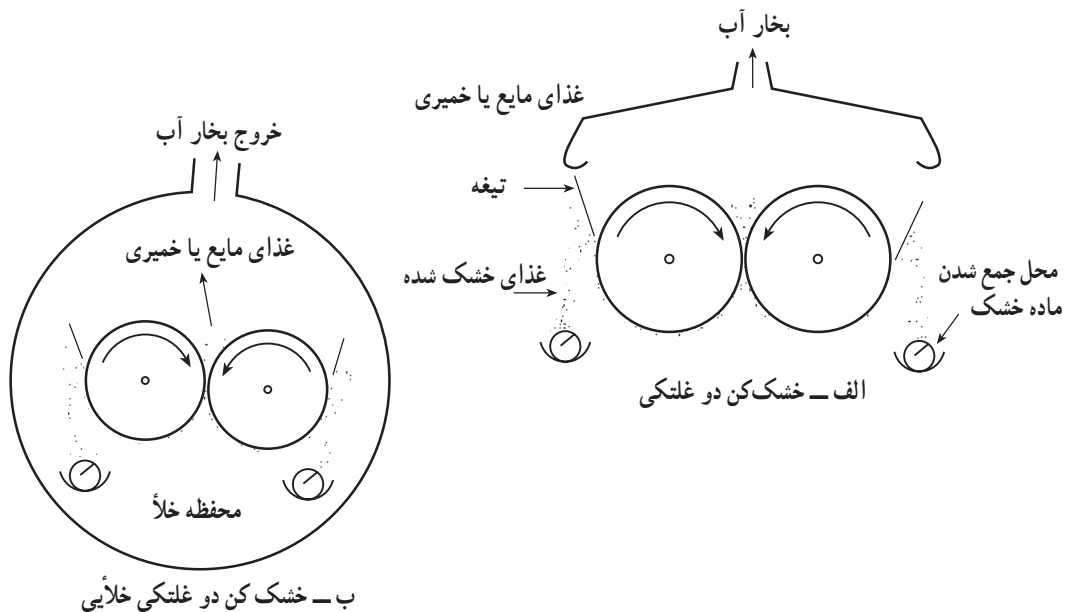 بخار آب
غذای مایع یا خمیری
تیغه
غذای خشک شده
محل جمع شدن
ماده خشک
الف ــ خشک‌کن دو غلتکی
خروج بخار آب
غذای مایع یا خمیری
محفظه خلأ
ب ــ خشک کن دو غلتکی خلأیی